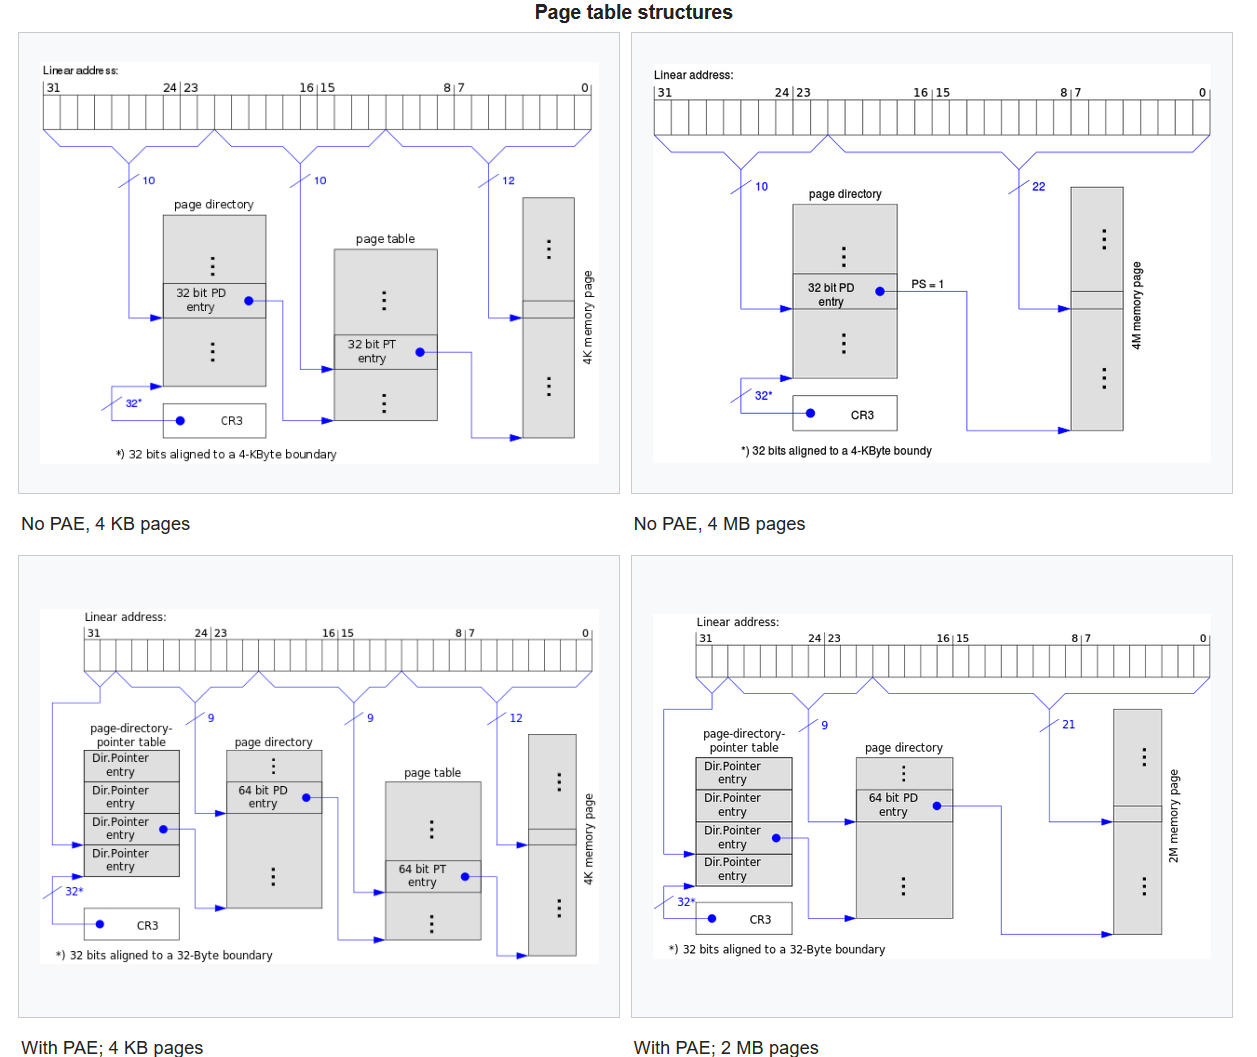 Page table structures
Linear address:
31 24 23 16 15 8 7 0
10 10 12
page directory
page table
32 bit PD
entry
32 bit PT
entry
4K memory page
32*
CR3
*) 32 bits aligned to a 4-KByte boundary
No PAE, 4 KB pages
Linear address:
31 24 23 16 15 8 7 0
10 22
page directory
32 bit PD
entry
PS = 1
4M memory page
32*
CR3
*) 32 bits aligned to a 4-KByte boundy
No PAE, 4 MB pages
Linear address:
31 24 23 16 15 8 7 0
9 9 12
page-directory-
pointer table
page directory
page table
Dir.Pointer
entry
Dir.Pointer
entry
Dir.Pointer
entry
Dir.Pointer
entry
64 bit PD
entry
64 bit PT
entry
4K memory page
32*
CR3
*) 32 bits aligned to a 32-Byte boundary
With PAE; 4 KB pages
Linear address:
31 24 23 16 15 8 7 0
9 21
page-directory-
pointer table
page directory
Dir.Pointer
entry
Dir.Pointer
entry
Dir.Pointer
entry
Dir.Pointer
entry
64 bit PD
entry
2M memory page
32*
CR3
*) 32 bits aligned to a 32-Byte boundary
With PAE; 2 MB pages